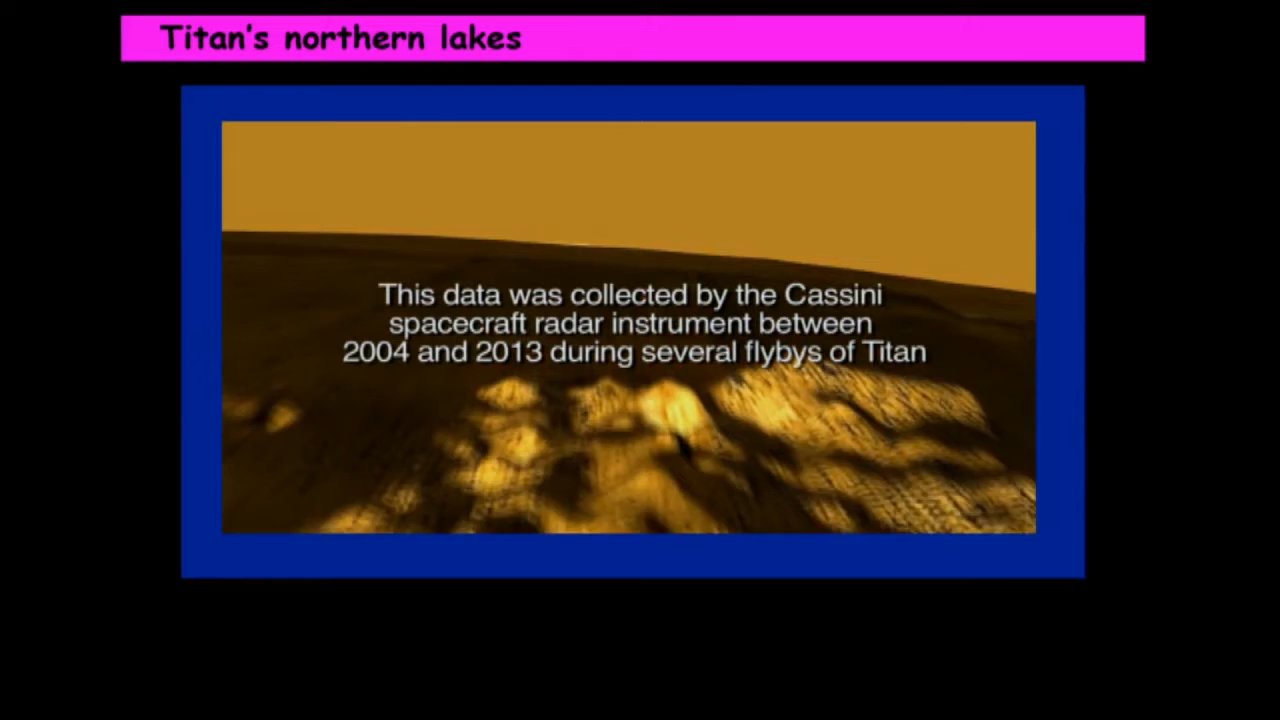 Titan's northern lakes
This data was collected by the Cassini
spacecraft radar instrument between
2004 and 2013 during several flybys of Titan